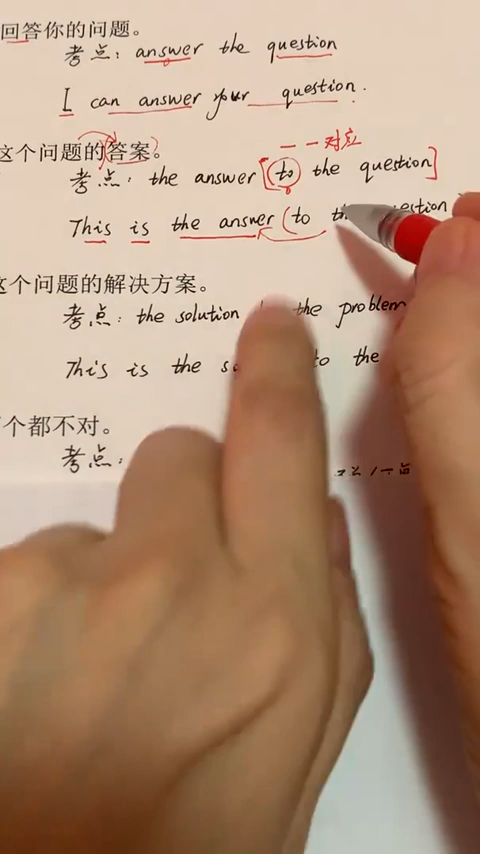 回答你的问题。
考点: answer the question
I can answer your question.
这个问题的答案。
一一对应
考点: the answer [to the question]
This is the answer (to the question
这个问题的解决方案。
考点: the solution the problem
This is the to the
个都不对。
考点: